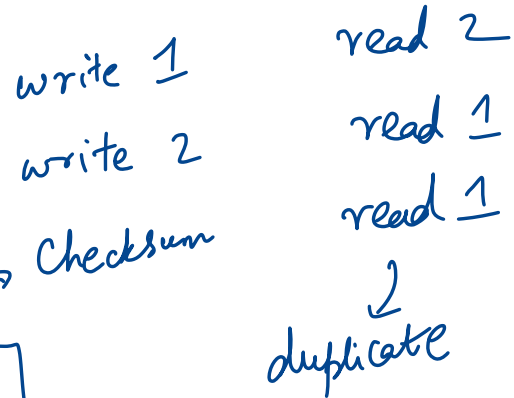 write 1
write 2
Checksum
read 2
read 1
read 1
duplicate